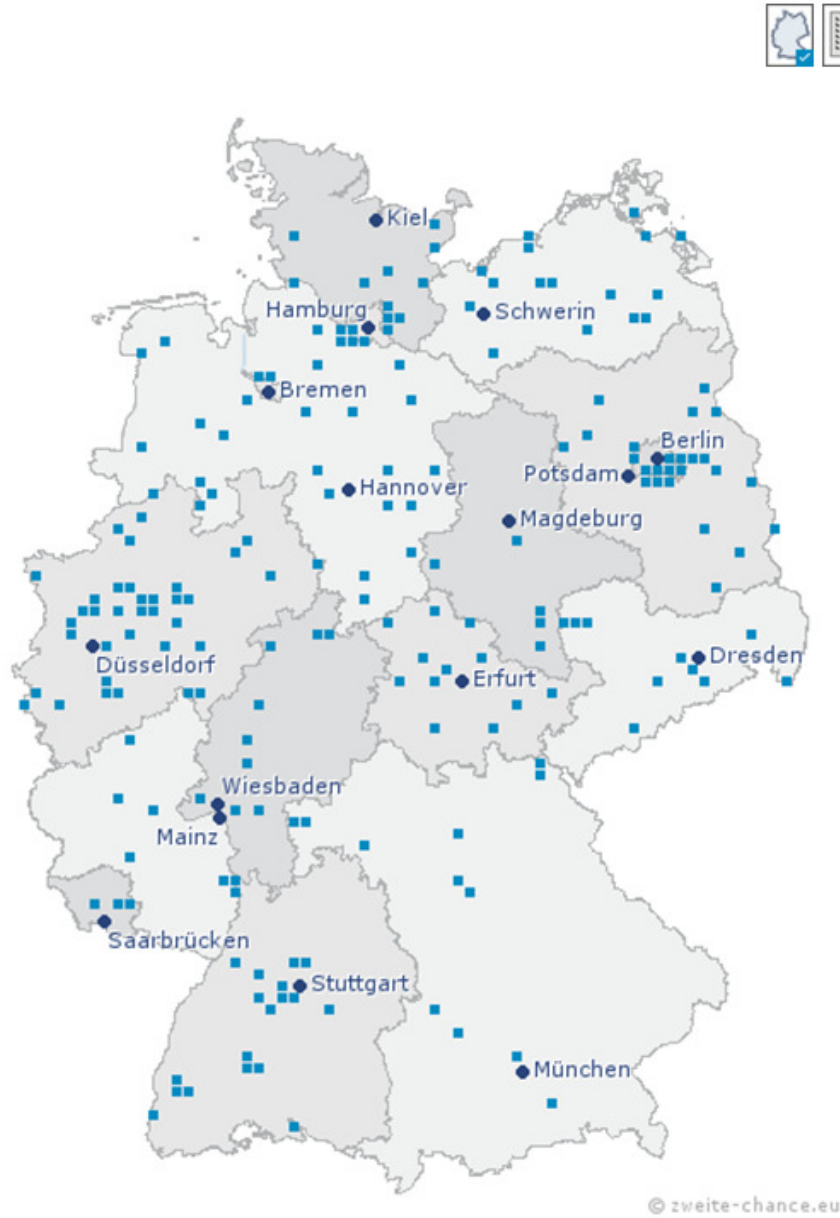 Kiel
Hamburg
Schwerin
Bremen
Berlin
Potsdam
Hannover
Magdeburg
Düsseldorf
Dresden
Erfurt
Wiesbaden
Mainz
Saarbrücken
Stuttgart
München
© zweite-chance.eu